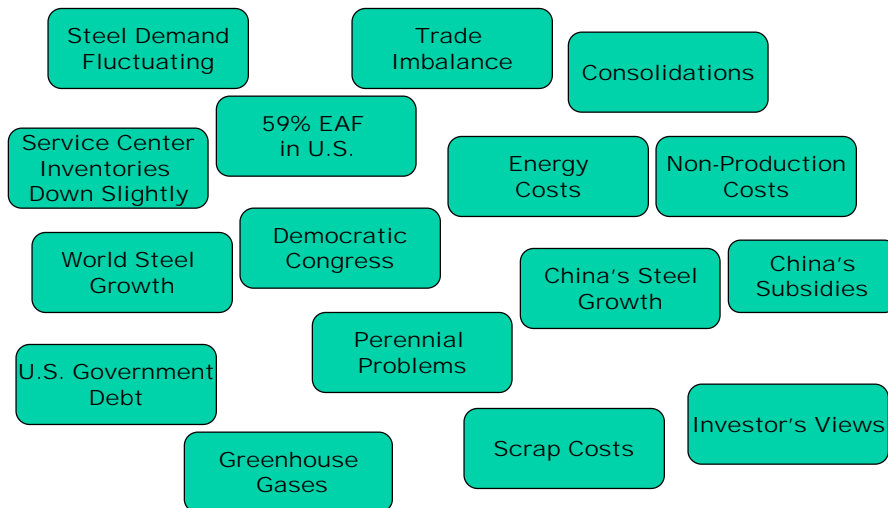 Steel Demand
Fluctuating
Trade
Imbalance
Consolidations
59% EAF
in U.S.
Service Center
Inventories
Down Slightly
Energy
Costs
Non-Production
Costs
Democratic
Congress
World Steel
Growth
China's Steel
Growth
China's
Subsidies
Perennial
Problems
U.S. Government
Debt
Investor's Views
Scrap Costs
Greenhouse
Gases